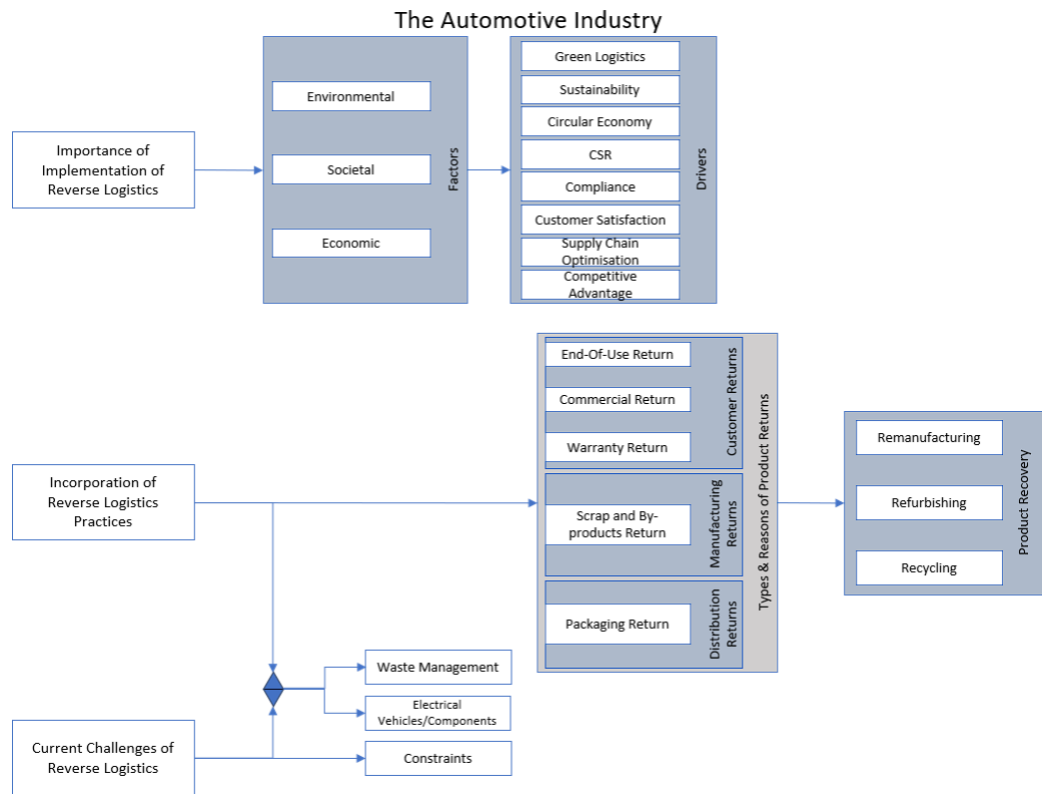 The Automotive Industry
Importance of
Implementation of
Reverse Logistics
Environmental
Societal
Economic
Factors
Green Logistics
Sustainability
Circular Economy
CSR
Compliance
Customer Satisfaction
Supply Chain
Optimisation
Competitive
Advantage
Drivers
Incorporation of
Reverse Logistics
Practices
End-Of-Use Return
Commercial Return
Warranty Return
Customer Returns
Scrap and By-
products Return
Manufacturing
Returns
Packaging Return
Distribution
Returns
Types & Reasons of Product Returns
Remanufacturing
Refurbishing
Recycling
Product Recovery
Current Challenges of
Reverse Logistics
Waste Management
Electrical
Vehicles/Components
Constraints